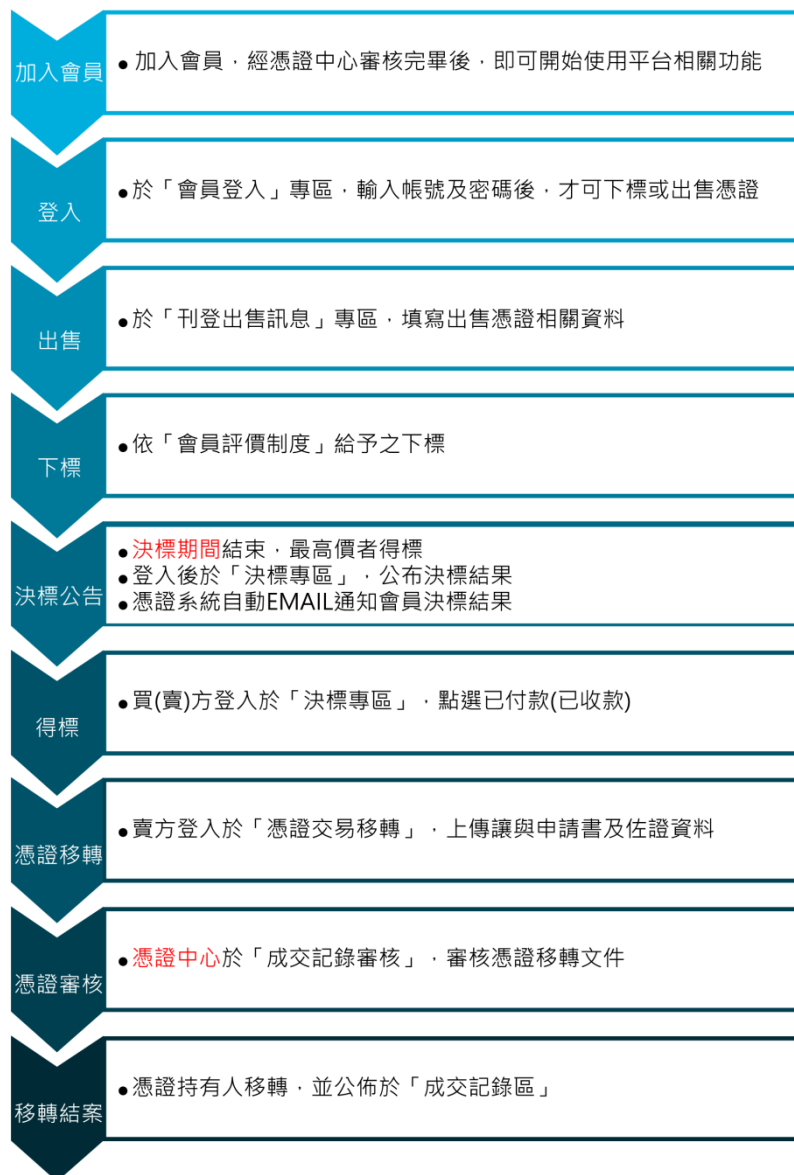 加入會員
●加入會員，經憑證中心審核完畢後，即可開始使用平台相關功能
登入
●於「會員登入」專區，輸入帳號及密碼後，才可下標或出售憑證
出售
●於「刊登出售訊息」專區，填寫出售憑證相關資料
下標
●依「會員評價制度」給予之下標
決標公告
●決標期間結束，最高價者得標
●登入後於「決標專區」，公布決標結果
●憑證系統自動EMAIL通知會員決標結果
得標
●買(賣)方登入於「決標專區」，點選已付款(已收款)
憑證移轉
●賣方登入於「憑證交易移轉」，上傳讓與申請書及佐證資料
憑證審核
●憑證中心於「成交記錄審核」，審核憑證移轉文件
移轉結案
●憑證持有人移轉，並公佈於「成交記錄區」